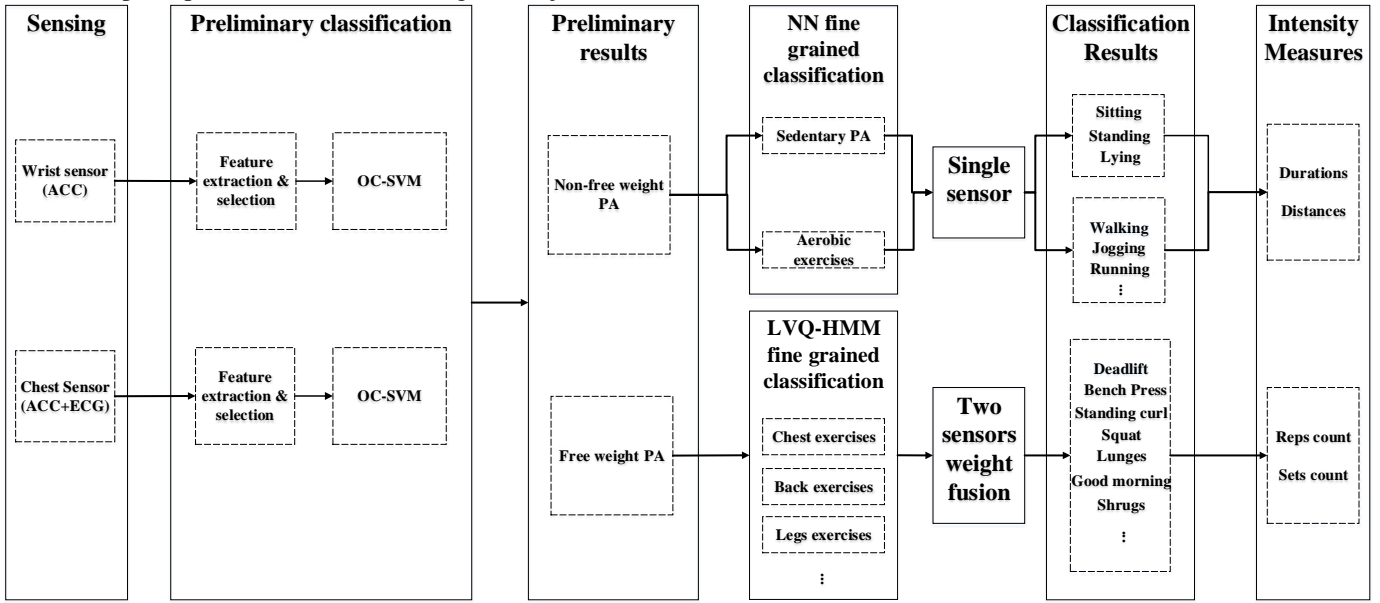 Sensing
Wrist sensor
(ACC)
Chest Sensor
(ACC+ECG)
Preliminary classification
Feature
extraction &
selection
OC-SVM
Feature
extraction &
selection
OC-SVM
Preliminary
results
Non-free weight
PA
Free weight PA
NN fine
grained
classification
Sedentary PA
Aerobic
exercises
LVQ-HMM
fine grained
classification
Chest exercises
Back exercises
Legs exercises
⋮
Single
sensor
Two
sensors
weight
fusion
Classification
Results
Sitting
Standing
Lying
Walking
Jogging
Running
⋮
Deadlift
Bench Press
Standing curl
Squat
Lunges
Good morning
Shrugs
⋮
Intensity
Measures
Durations
Distances
Reps count
Sets count